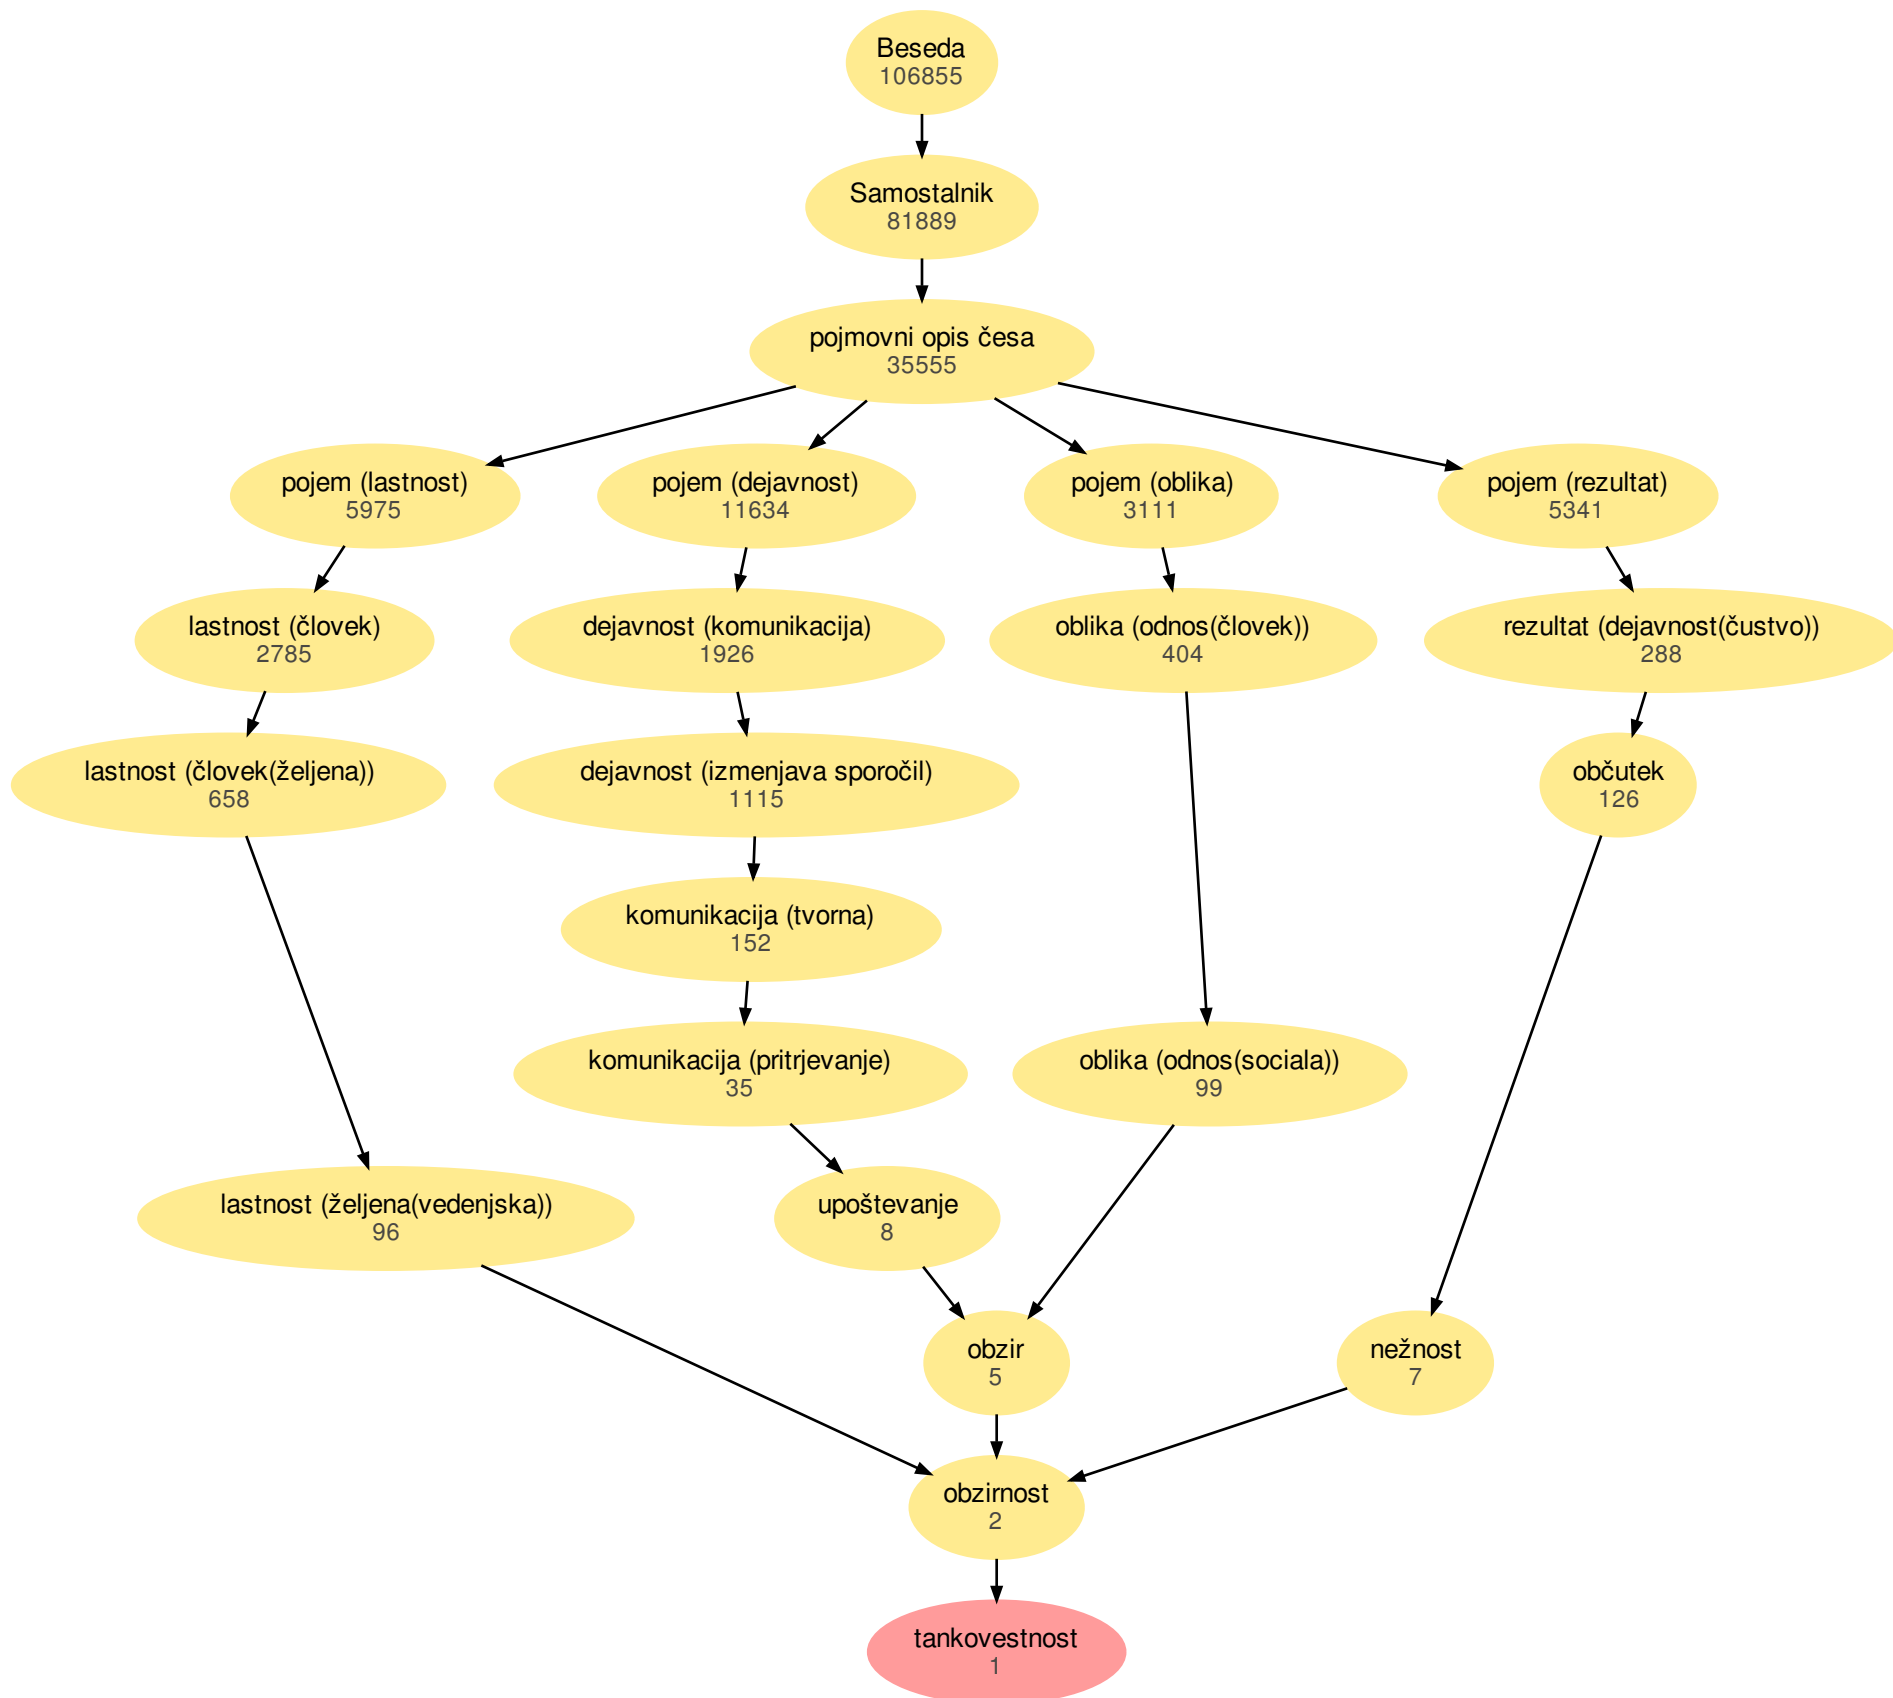 Beseda
106855
Samostalnik
81889
pojmovni opis česa
35555
pojem (lastnost)
5975
pojem (dejavnost)
11634
pojem (oblika)
3111
pojem (rezultat)
5341
lastnost (človek)
2785
dejavnost (komunikacija)
1926
oblika (odnos(človek))
404
rezultat (dejavnost(čustvo))
288
lastnost (človek(željena))
658
dejavnost (izmenjava sporočil)
1115
občutek
126
komunikacija (tvorna)
152
komunikacija (pritrjevanje)
35
oblika (odnos(sociala))
99
lastnost (željena(vedenjska))
96
upoštevanje
8
obzir
5
nežnost
7
obzirnost
2
tankovestnost
1